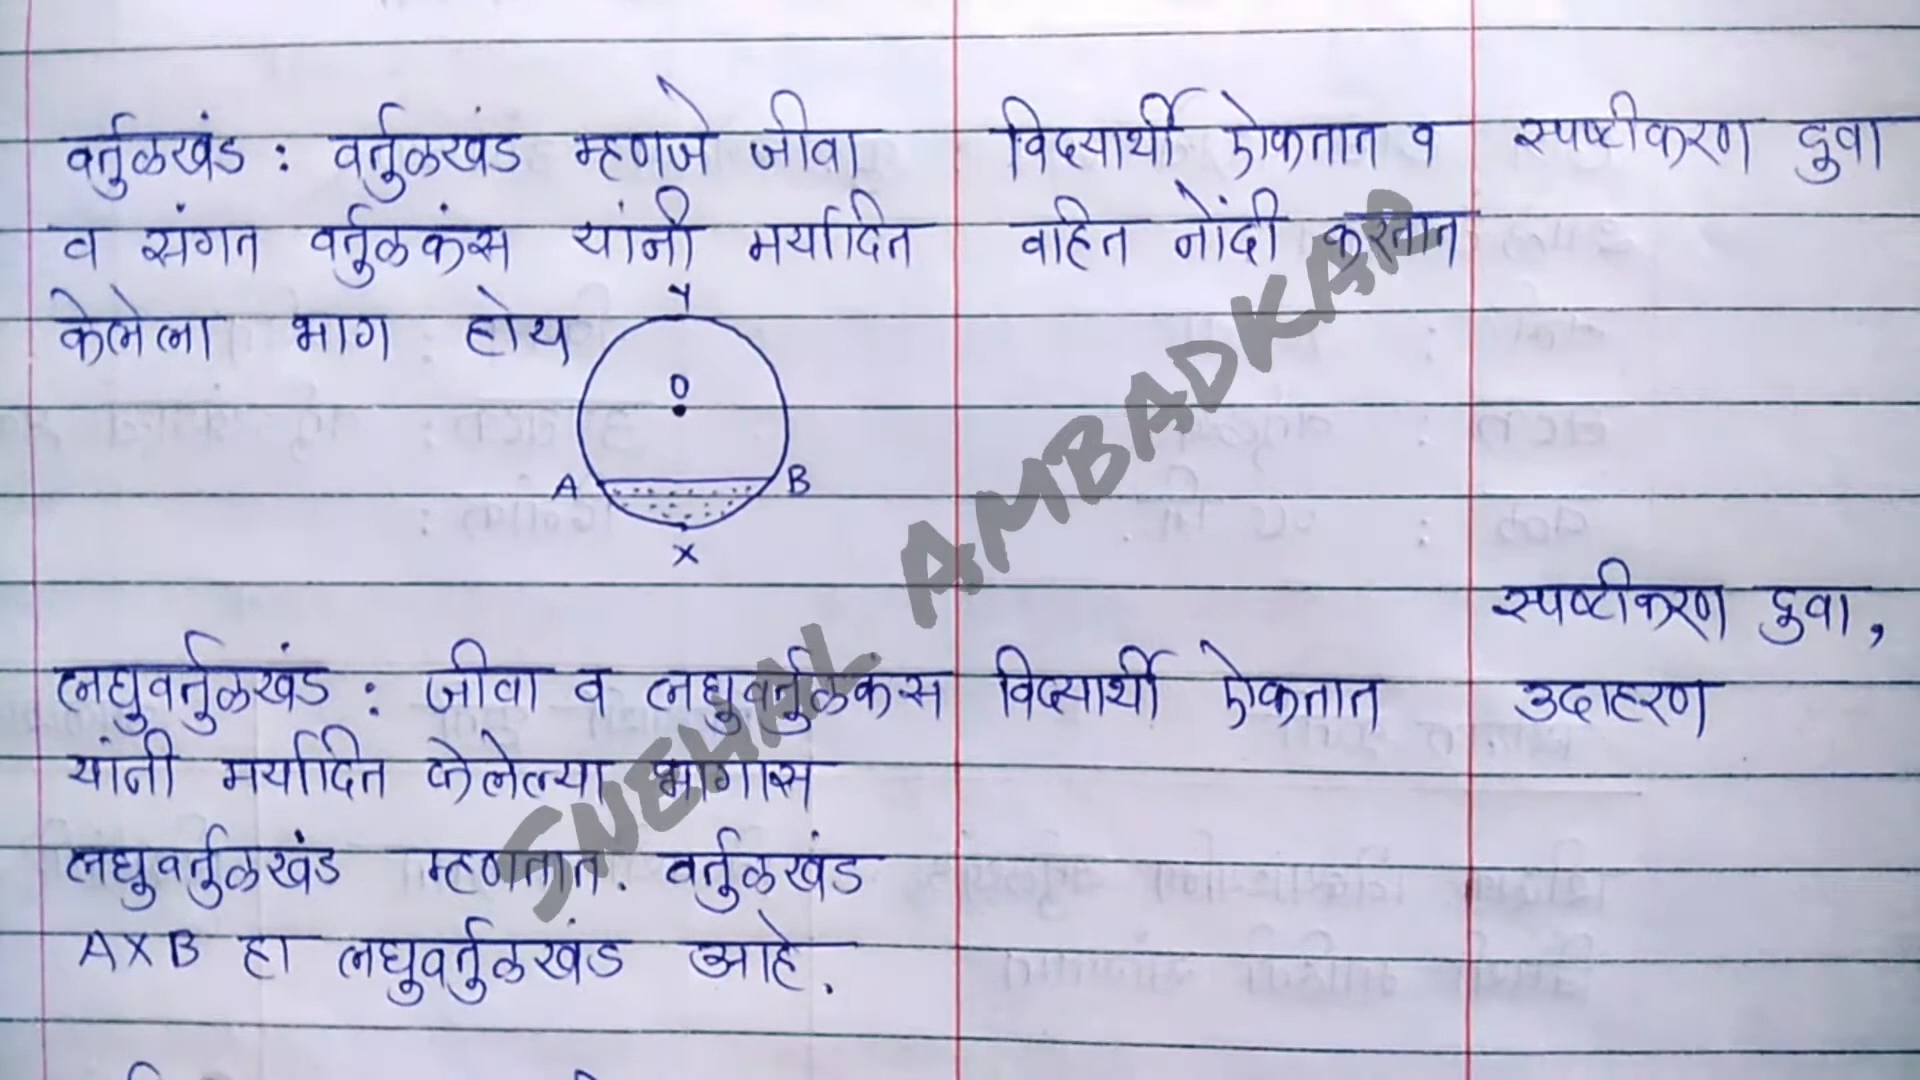 वर्तुळखंड : वर्तुळखंड म्हणजे जीवा
व संगत वर्तुळकंस यांनी मर्यादित
केलेला भाग होय
Y
O
A
B
X
लघुवर्तुळखंड : जीवा व लघुवर्तुळकंस
यांनी मर्यादित केलेल्या भागास
लघुवर्तुळखंड म्हणतात. वर्तुळखंड
AXB हा लघुवर्तुळखंड आहे.
विद्यार्थी ऐकतात व
वहित नोंदी करतात
विद्यार्थी ऐकतात
स्पष्टीकरण द्वुवा
स्पष्टीकरण द्वुवा,
उदाहरण
SNEHAL AMBADKAR